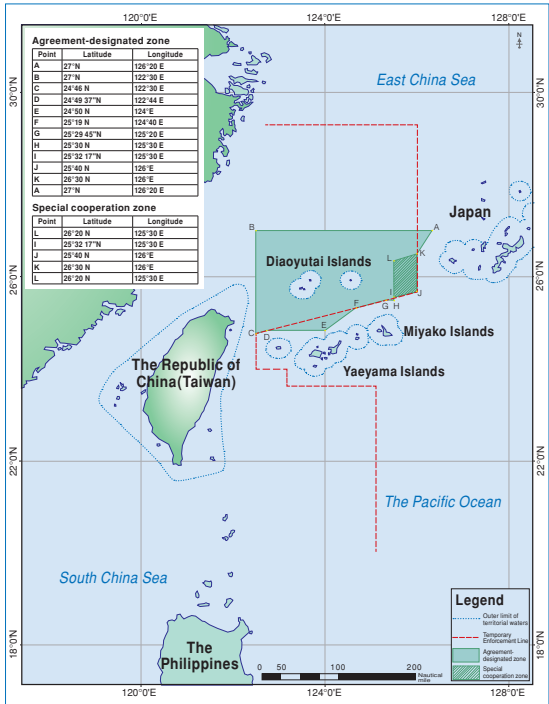 120°0'E 124°0'E 128°0'E
N
Agreement-designated zone
Point Latitude Longitude
A 27°N 126°20 E
B 27°N 122°30 E
C 24°46 N 122°30 E
D 24°49 37"N 122°44 E
E 24°50 N 124°E
F 25°19 N 124°40 E
G 25°29 45"N 125°20 E
H 25°30 N 125°30 E
I 25°32 17"N 125°30 E
J 25°40 N 126°E
K 26°30 N 126°E
A 27°N 126°20 E
Special cooperation zone
Point Latitude Longitude
L 26°20 N 125°30 E
I 25°32 17"N 125°30 E
J 25°40 N 126°E
K 26°30 N 126°E
L 26°20 N 125°30 E
East China Sea
30°0'N 30°0'N
Japan
B A
K
L
Diaoyutai Islands
26°0'N 26°0'N
I J
G H
F
E
C D
Miyako Islands
The Republic of
China(Taiwan)
Yaeyama Islands
22°0'N 22°0'N
The Pacific Ocean
South China Sea
18°0'N 18°0'N
The
Philippines
0 50 100 200
Nautical
mile
Legend
Outer limit of
territorial waters
Temporary
Enforcement Line
Agreement-
designated zone
Special
cooperation zone
120°0'E 124°0'E 128°0'E